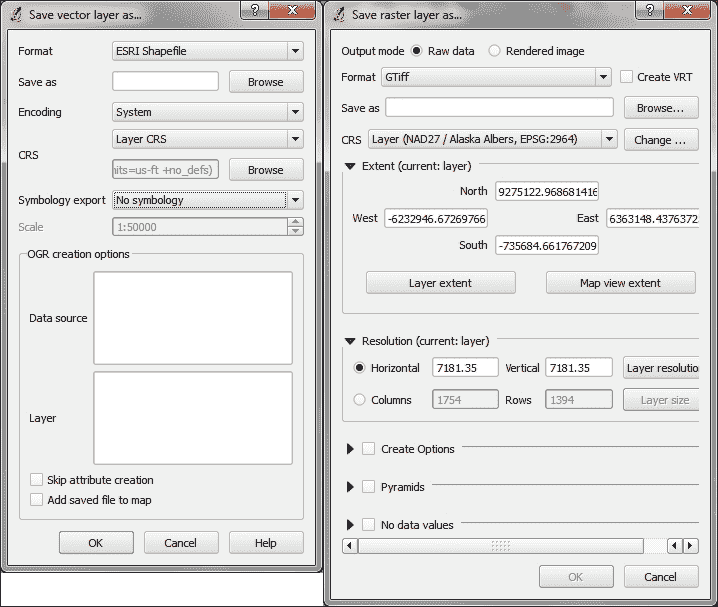 Save vector layer as...
Format ESRI Shapefile
Save as Browse
Encoding System
Layer CRS
CRS
nits=us-ft +no_defs) Browse
Symbology export No symbology
Scale 1:50000
OGR creation options
Data source
Layer
Skip attribute creation
Add saved file to map
OK Cancel Help
Save raster layer as...
Output mode Raw data Rendered image
Format GTiff Create VRT
Save as Browse...
CRS Layer (NAD27 / Alaska Albers, EPSG:2964) Change ...
Extent (current: layer)
North 9275122.968681416
West -6232946.67269766 East 6363148.4376372
South -735684.661767209
Layer extent Map view extent
Resolution (current: layer)
Horizontal 7181.35 Vertical 7181.35 Layer resolutio
Columns 1754 Rows 1394 Layer size
Create Options
Pyramids
No data values
OK Cancel